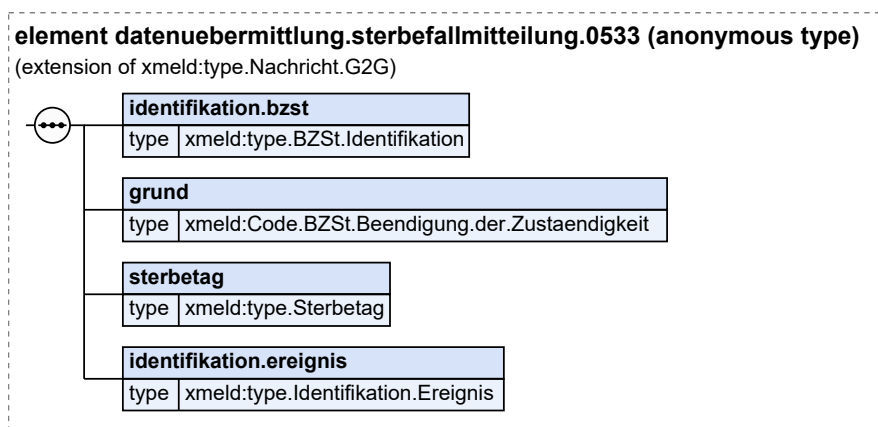 element datenuebermittlung.sterbefallmitteilung.0533 (anonymous type)
(extension of xmeld:type.Nachricht.G2G)
identifikation.bzst
type xmeld:type.BZSt.Identifikation
grund
type xmeld:Code.BZSt.Beendigung.der.Zustaendigkeit
sterbetag
type xmeld:type.Sterbetag
identifikation.ereignis
type xmeld:type.Identifikation.Ereignis